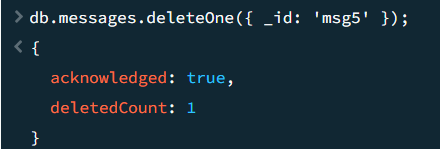 > db.messages.deleteOne({ _id: 'msg5' });
< {
acknowledged: true,
deletedCount: 1
}